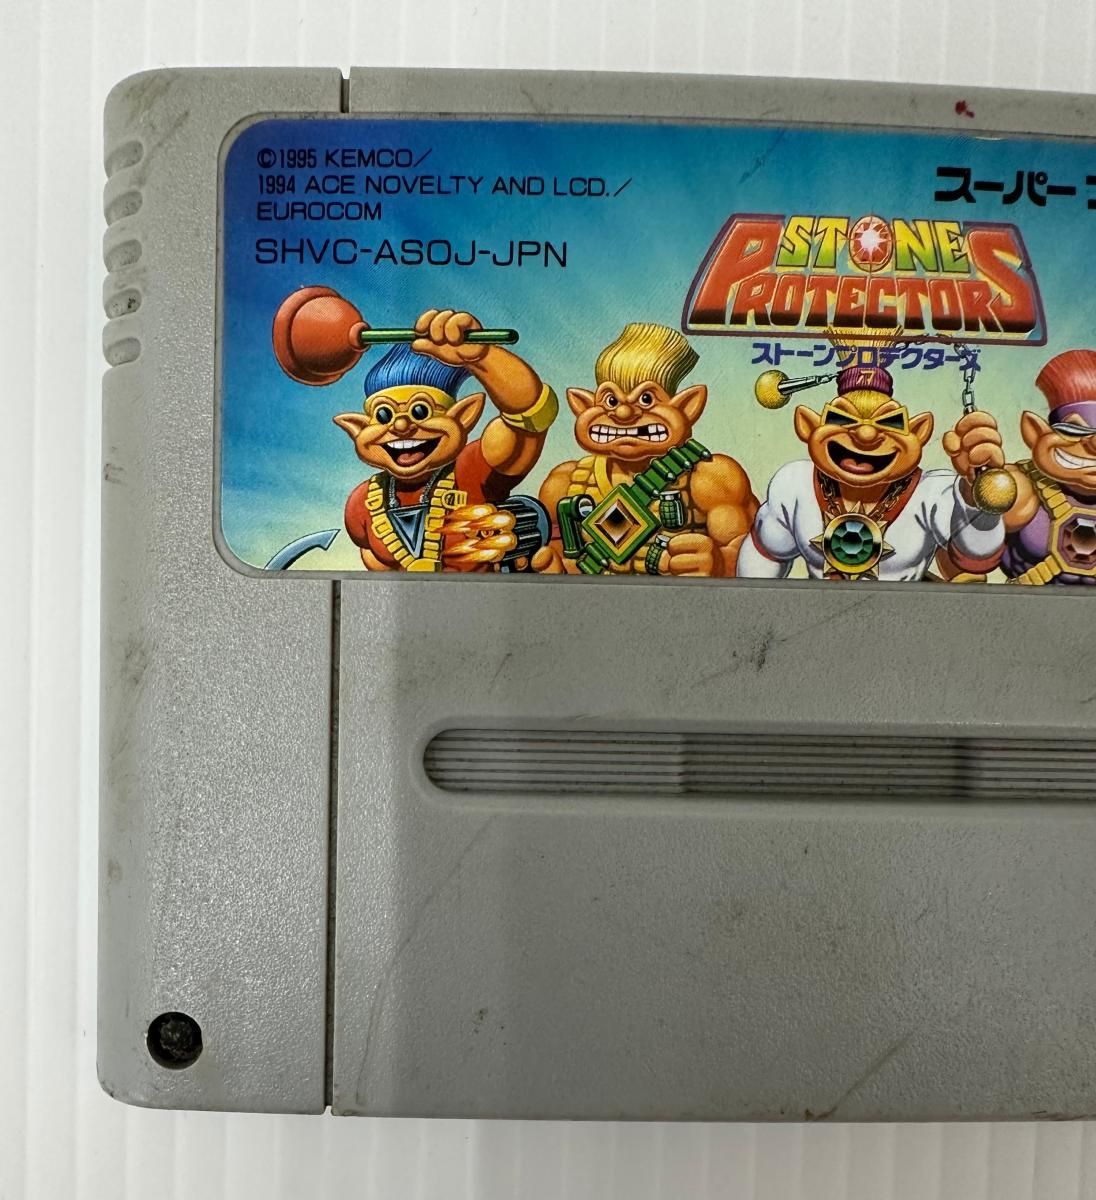 ©1995 KEMCO/
1994 ACE NOVELTY AND LCD./
EUROCOM
SHVC-ASOJ-JPN
スーパー
STONE
PROTECTORS
ストーンプロテクターズ